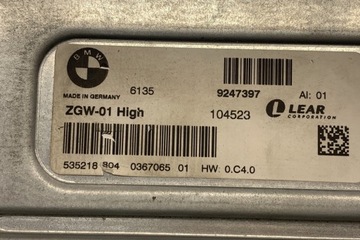 BMW
MADE IN GERMANY 6135 9247397 AI: 01
ZGW-01 High 104523 LEAR
CORPORATION
535218 804 0367065 01 HW: 0.C4.0